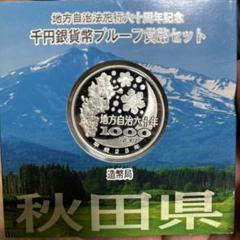 地方自治法施行六十周年記念
千円銀貨幣プルーフ貨幣セット
地方自治六十年
1000
造幣局
秋田県